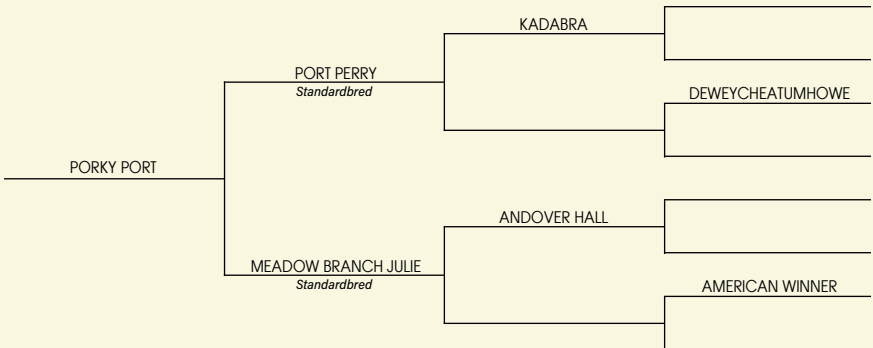 KADABRA
PORT PERRY
Standardbred
DEWEYCHEATUMHOWE
PORKY PORT
ANDOVER HALL
MEADOW BRANCH JULIE
Standardbred
AMERICAN WINNER